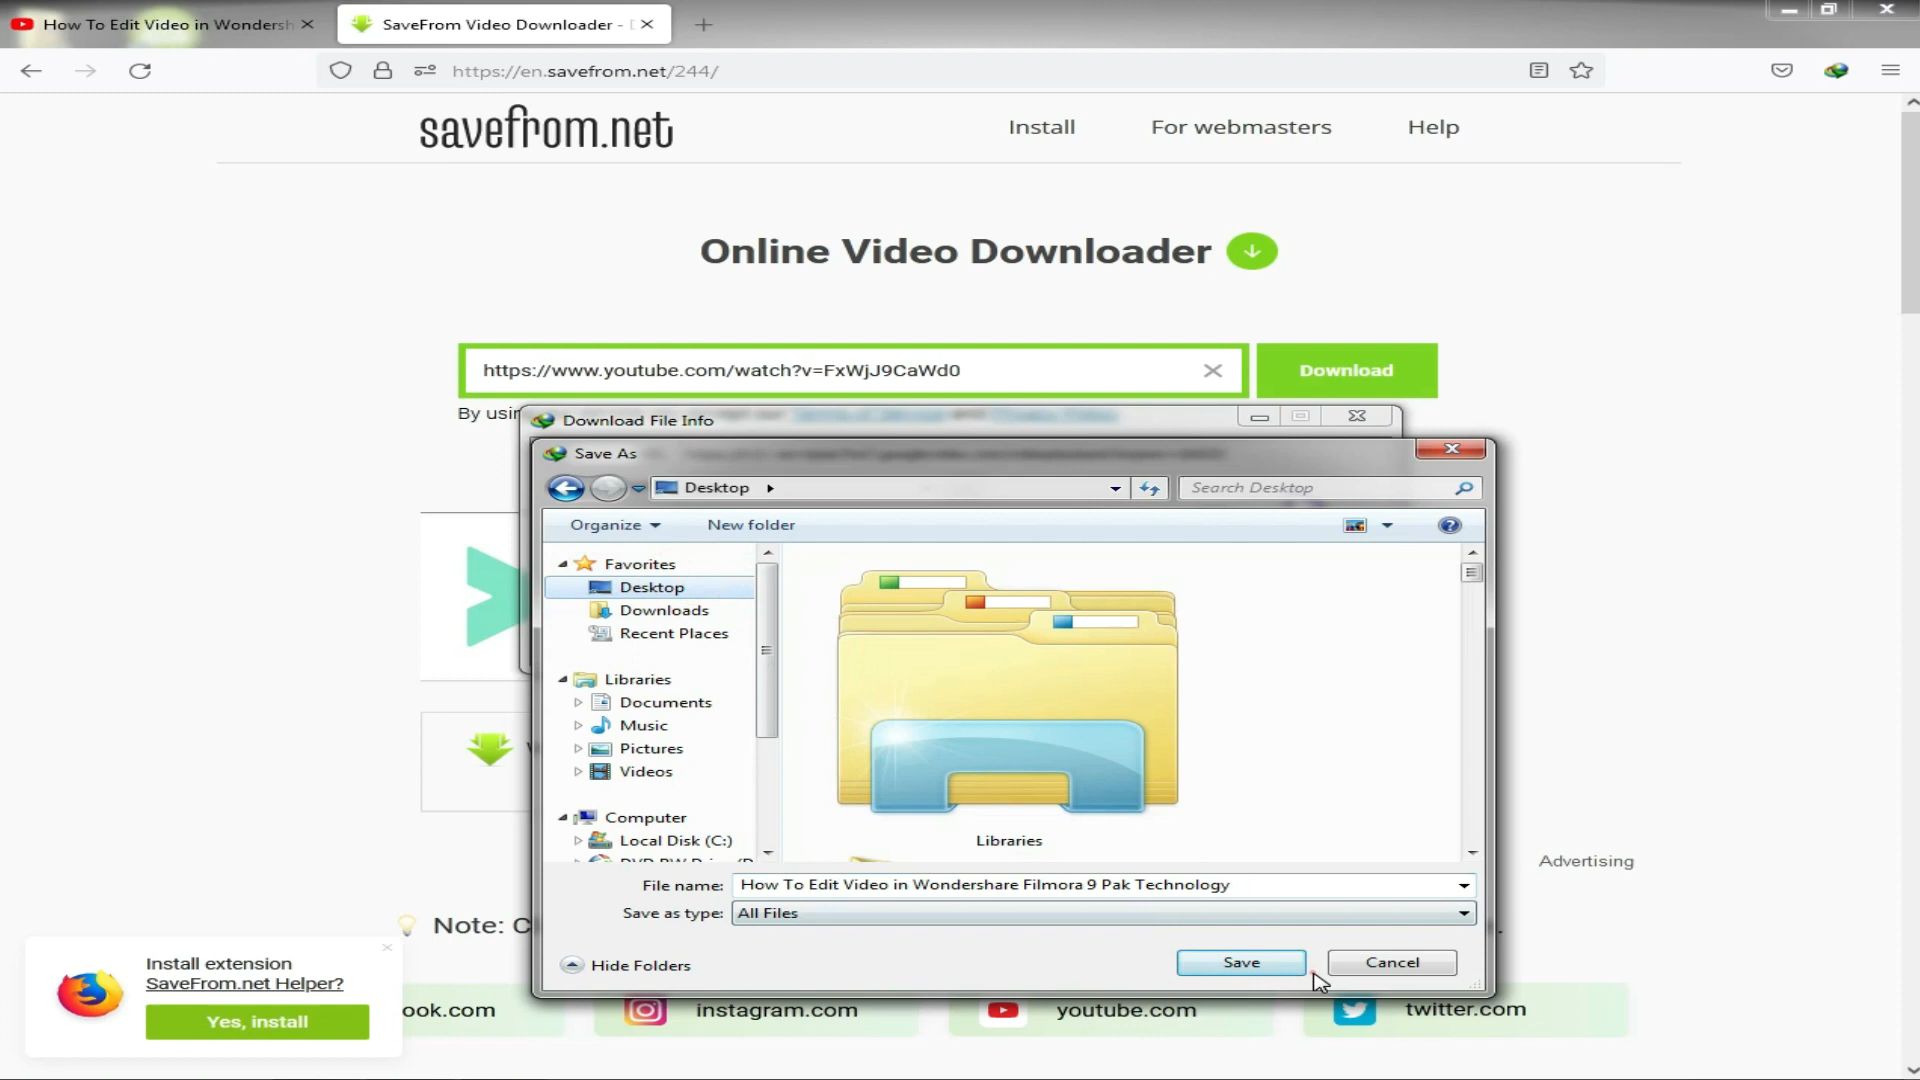 How To Edit Video in Wondersh
SaveFrom Video Downloader -
https://en.savefrom.net/244/
savefrom.net
Install
For webmasters
Help
Online Video Downloader
https://www.youtube.com/watch?v=FxWjJ9CaWd0
Download
By usin
Download File Info
Save As
Desktop
Search Desktop
Organize
New folder
Favorites
Desktop
Downloads
Recent Places
Libraries
Documents
Music
Pictures
Videos
Computer
Local Disk (C:)
Libraries
Advertising
File name:
How To Edit Video in Wondershare Filmora 9 Pak Technology
Save as type:
All Files
Note: C
Hide Folders
Save
Cancel
Install extension
SaveFrom.net Helper?
Yes, install
ook.com
instagram.com
youtube.com
twitter.com